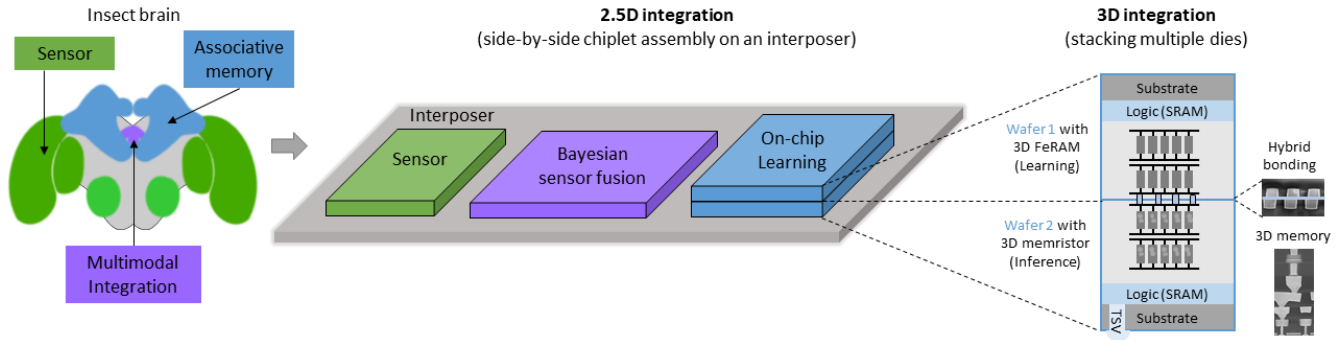 Insect brain
Sensor
Associative
memory
Multimodal
Integration
2.5D integration
(side-by-side chiplet assembly on an interposer)
Interposer
Sensor
Bayesian
sensor fusion
On-chip
Learning
3D integration
(stacking multiple dies)
Substrate
Logic (SRAM)
Wafer 1 with
3D FeRAM
(Learning)
Wafer 2 with
3D memristor
(Inference)
Logic (SRAM)
Substrate
TSV
Hybrid
bonding
3D memory